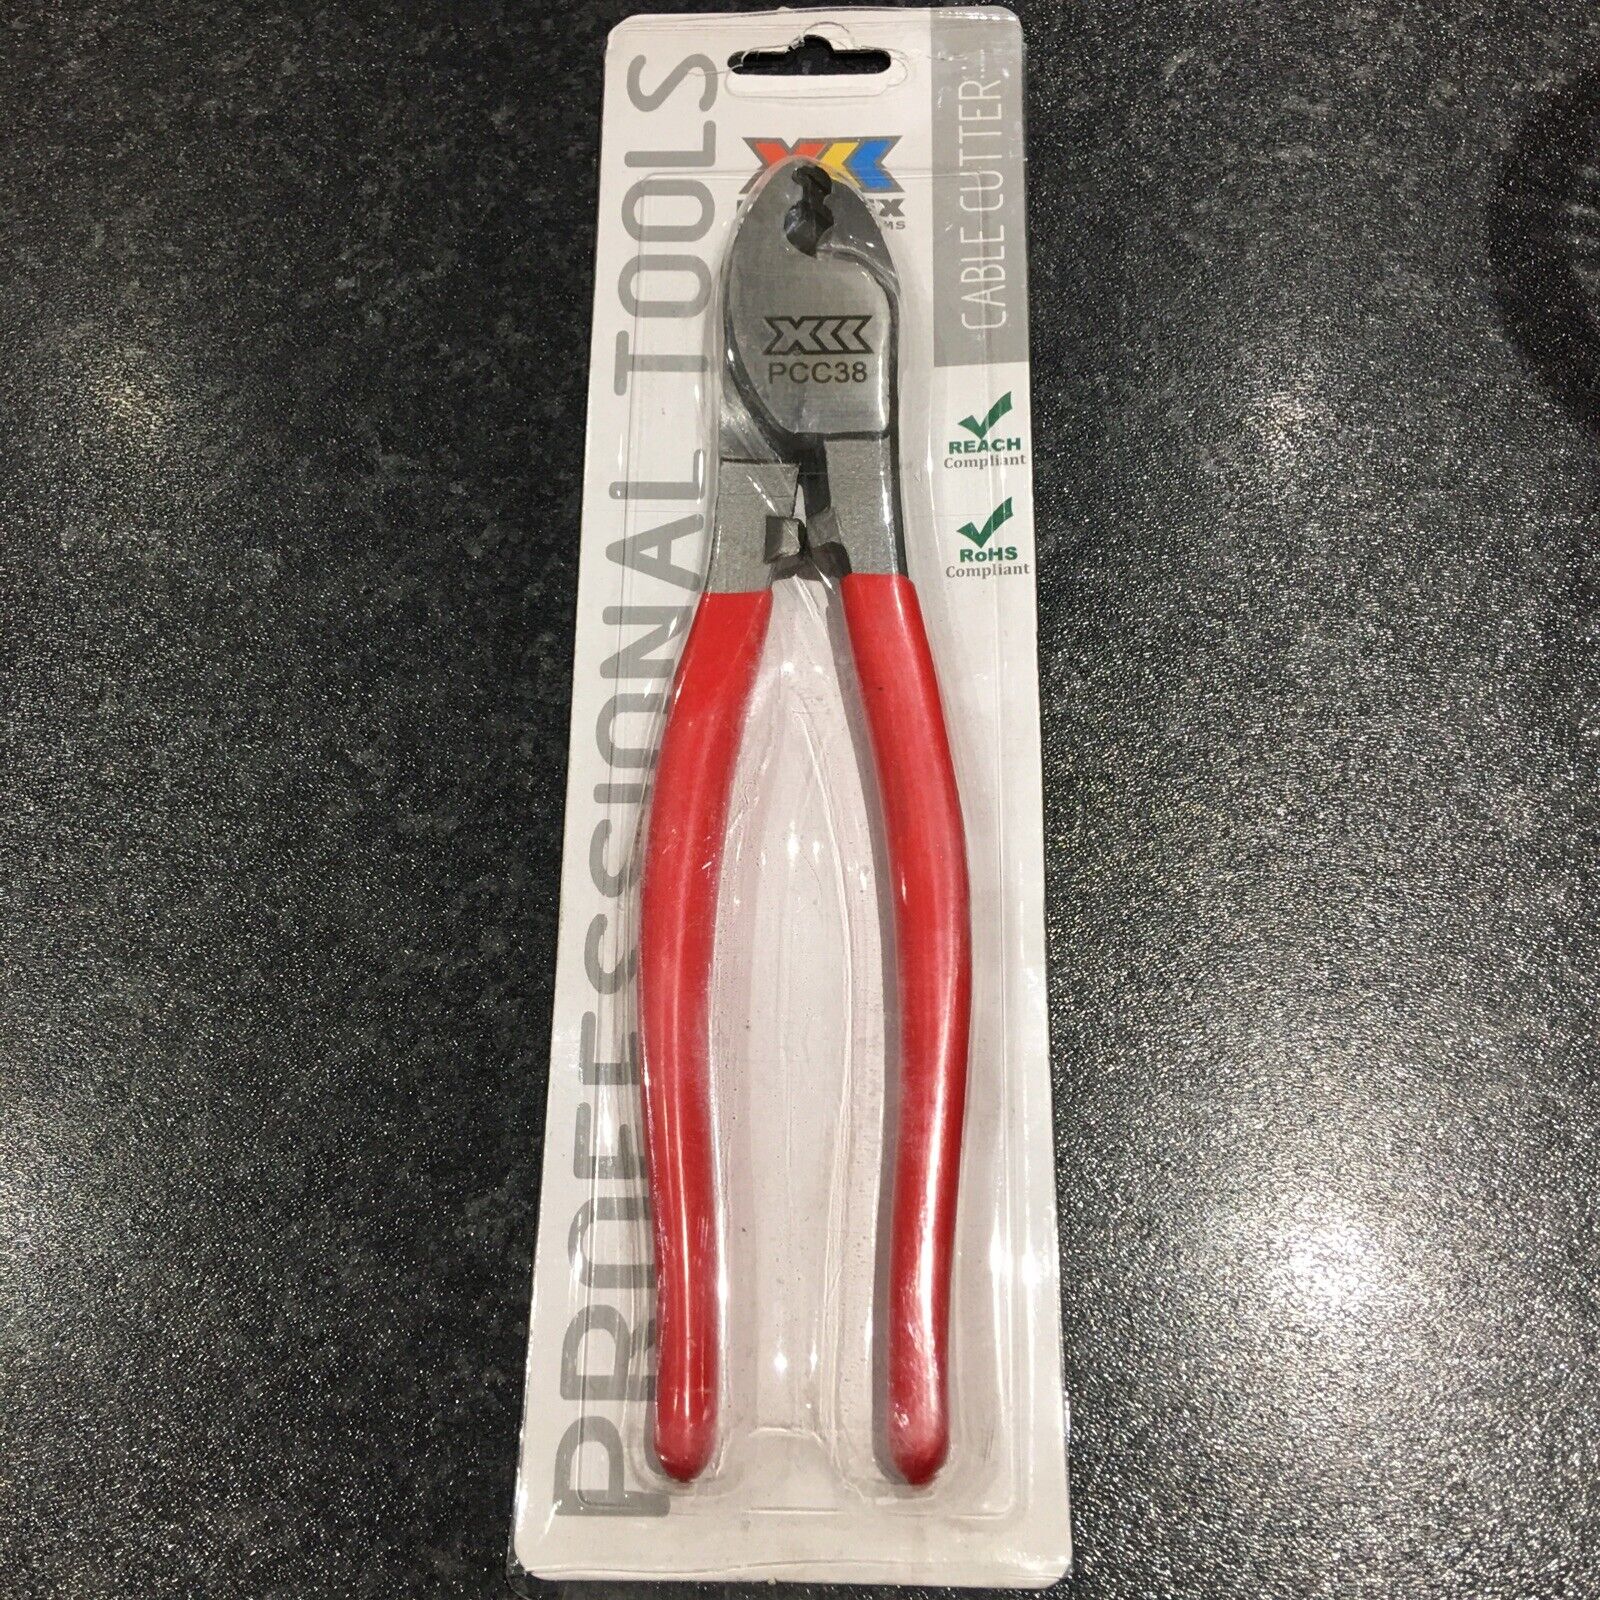 PROFESSIONAL TOOLS
CABLE CUTTER
PCC38
REACH
Compliant
RoHS
Compliant